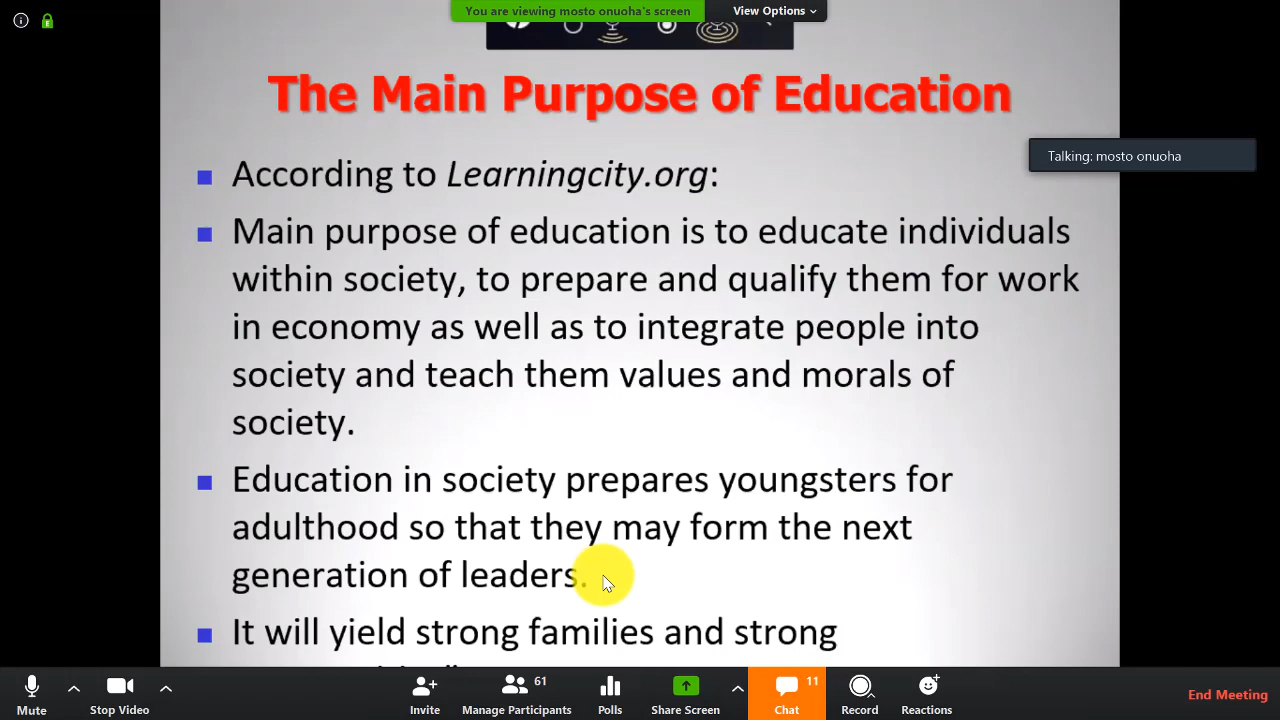 You are viewing mosto onuoha's screen
View Options
The Main Purpose of Education
Talking: mosto onuoha
According to Learningcity.org:
Main purpose of education is to educate individuals
within society, to prepare and qualify them for work
in economy as well as to integrate people into
society and teach them values and morals of
society.
Education in society prepares youngsters for
adulthood so that they may form the next
generation of leaders.
It will yield strong families and strong
61
11
Mute
Stop Video
Invite
Manage Participants
Polls
Share Screen
Chat
Record
Reactions
End Meeting